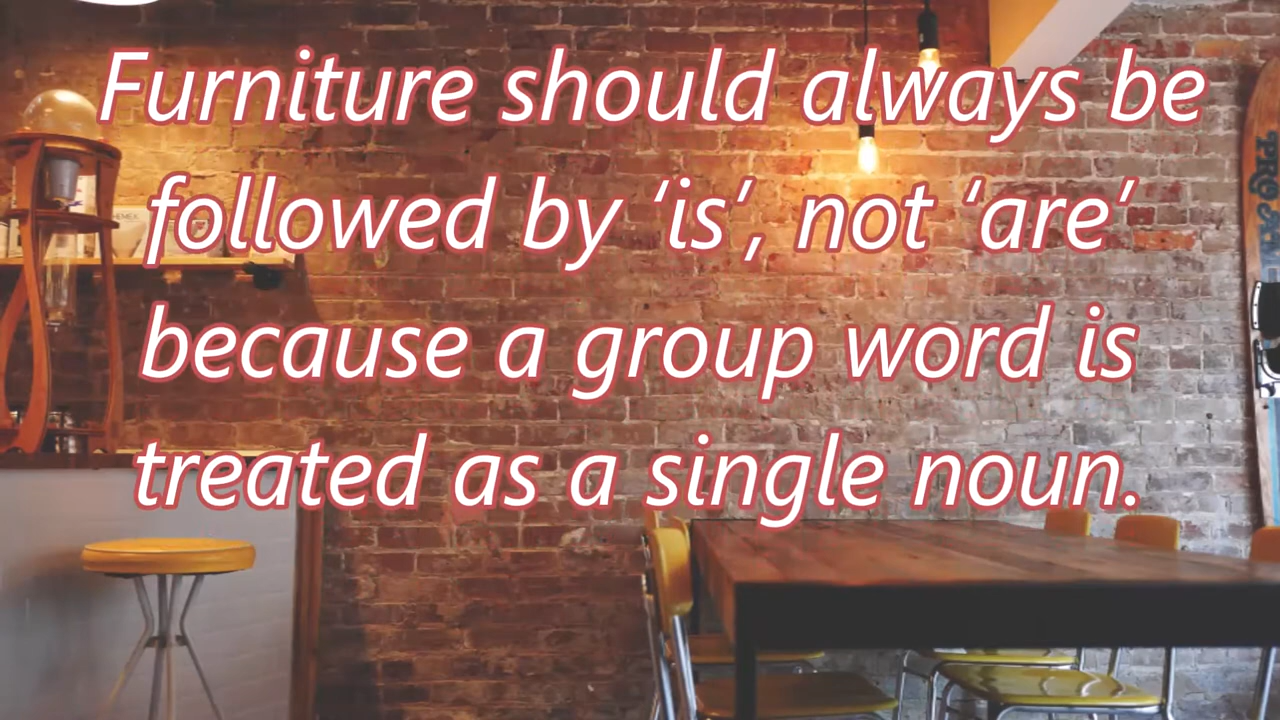 Furniture should always be
followed by ‘is’, not ‘are’
because a group word is
treated as a single noun.